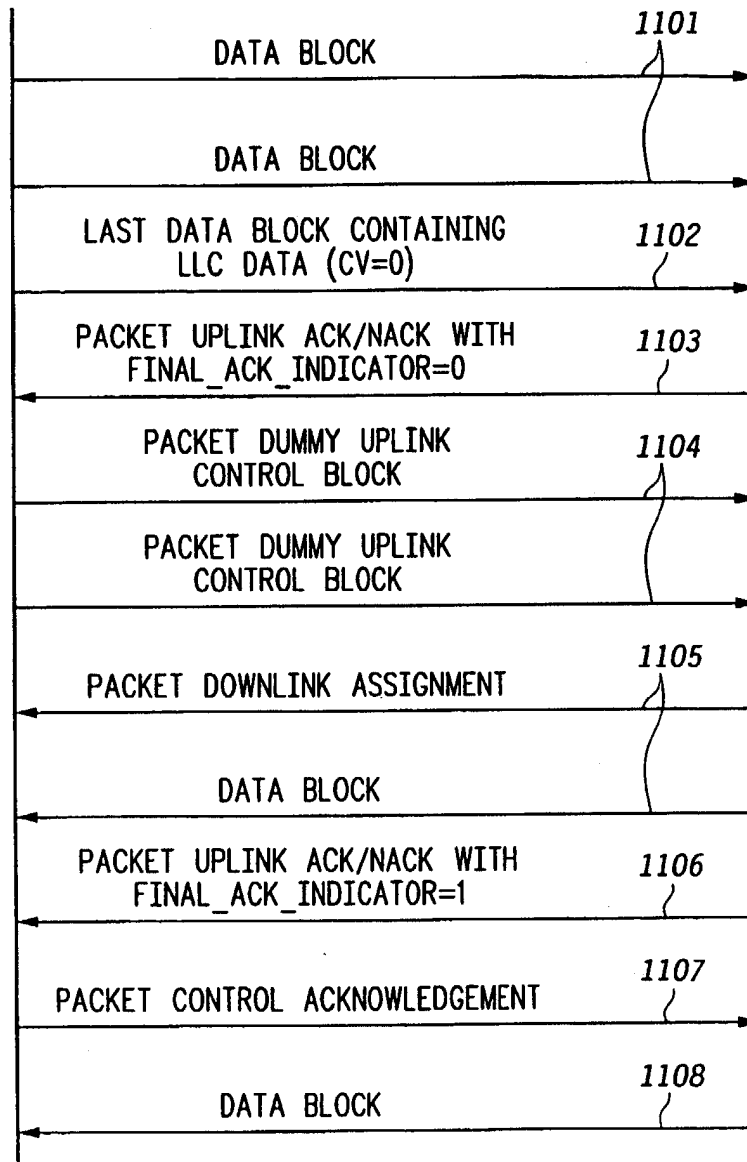 1101
DATA BLOCK
DATA BLOCK
LAST DATA BLOCK CONTAINING
LLC DATA (CV=0)
1102
PACKET UPLINK ACK/NACK WITH
FINAL_ACK_INDICATOR=0
1103
PACKET DUMMY UPLINK
CONTROL BLOCK
1104
PACKET DUMMY UPLINK
CONTROL BLOCK
1105
PACKET DOWNLINK ASSIGNMENT
DATA BLOCK
PACKET UPLINK ACK/NACK WITH
FINAL_ACK_INDICATOR=1
1106
PACKET CONTROL ACKNOWLEDGEMENT
1107
DATA BLOCK
1108